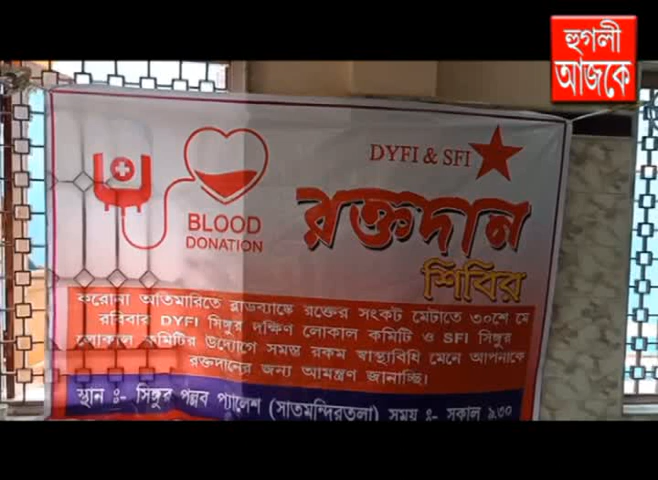 হুগলী
আজকে
DYFI & SFI
BLOOD
DONATION
রক্তদান
শিবির
করোনা অতিমারিতে ব্লাডব্যাঙ্কে রক্তের সংকট মেটাতে ৩০শে মে
রবিবার DYFI সিঙ্গুর দক্ষিণ লোকাল কমিটি ও SFI সিঙ্গুর
লোকাল কমিটির উদ্যোগে সমস্ত রকম স্বাস্থ্যবিধি মেনে আপনাকে
রক্তদানের জন্য আমন্ত্রণ জানাচ্ছি।
স্থান ঃ- সিঙ্গুর পল্লব প্যালেশ (সাতমন্দিরতলা) সময় ঃ- সকাল ৯.৩০